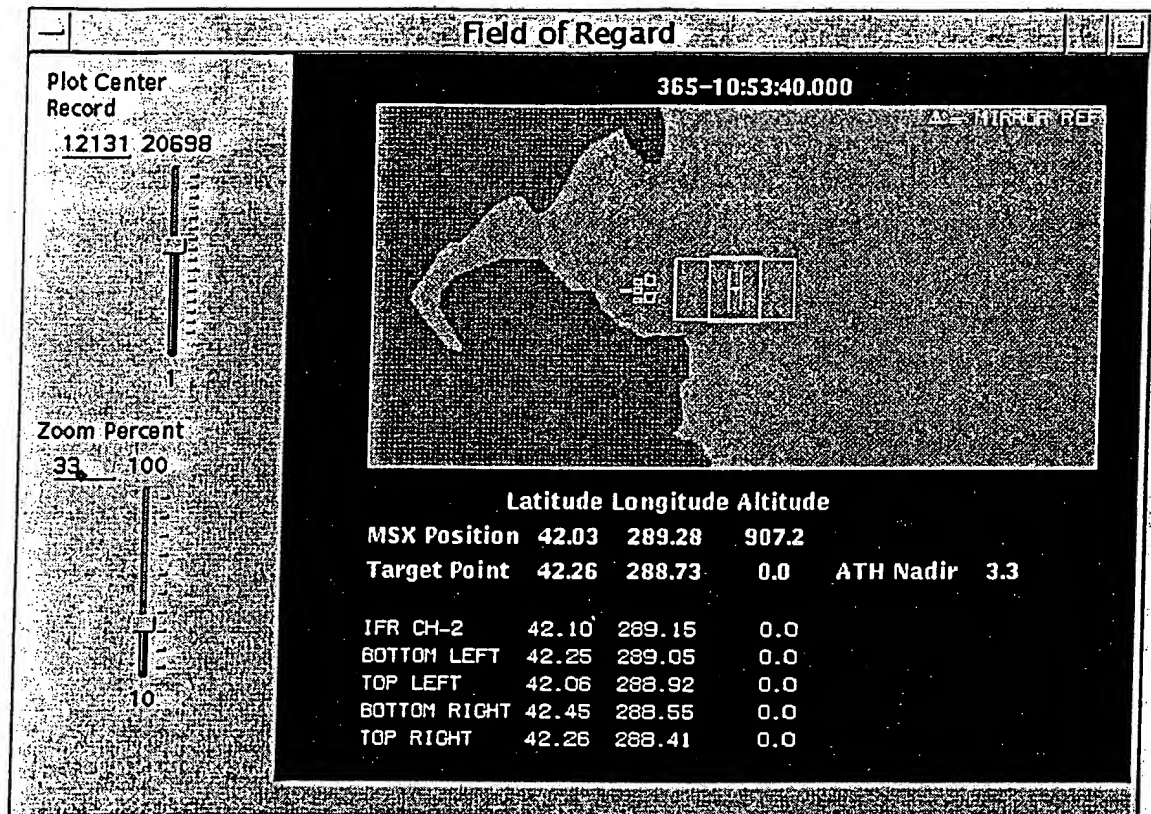 Field of Regard
Plot Center
Record
12131 20698
1
Zoom Percent
33 100
10
365-10:53:40.000
MIRROR REF
Latitude Longitude Altitude
MSX Position 42.03 289.28 907.2
Target Point 42.26 288.73 0.0 ATH Nadir 3.3
IFR CH-2 42.10 289.15 0.0
BOTTOM LEFT 42.25 289.05 0.0
TOP LEFT 42.06 288.92 0.0
BOTTOM RIGHT 42.45 288.55 0.0
TOP RIGHT 42.26 288.41 0.0